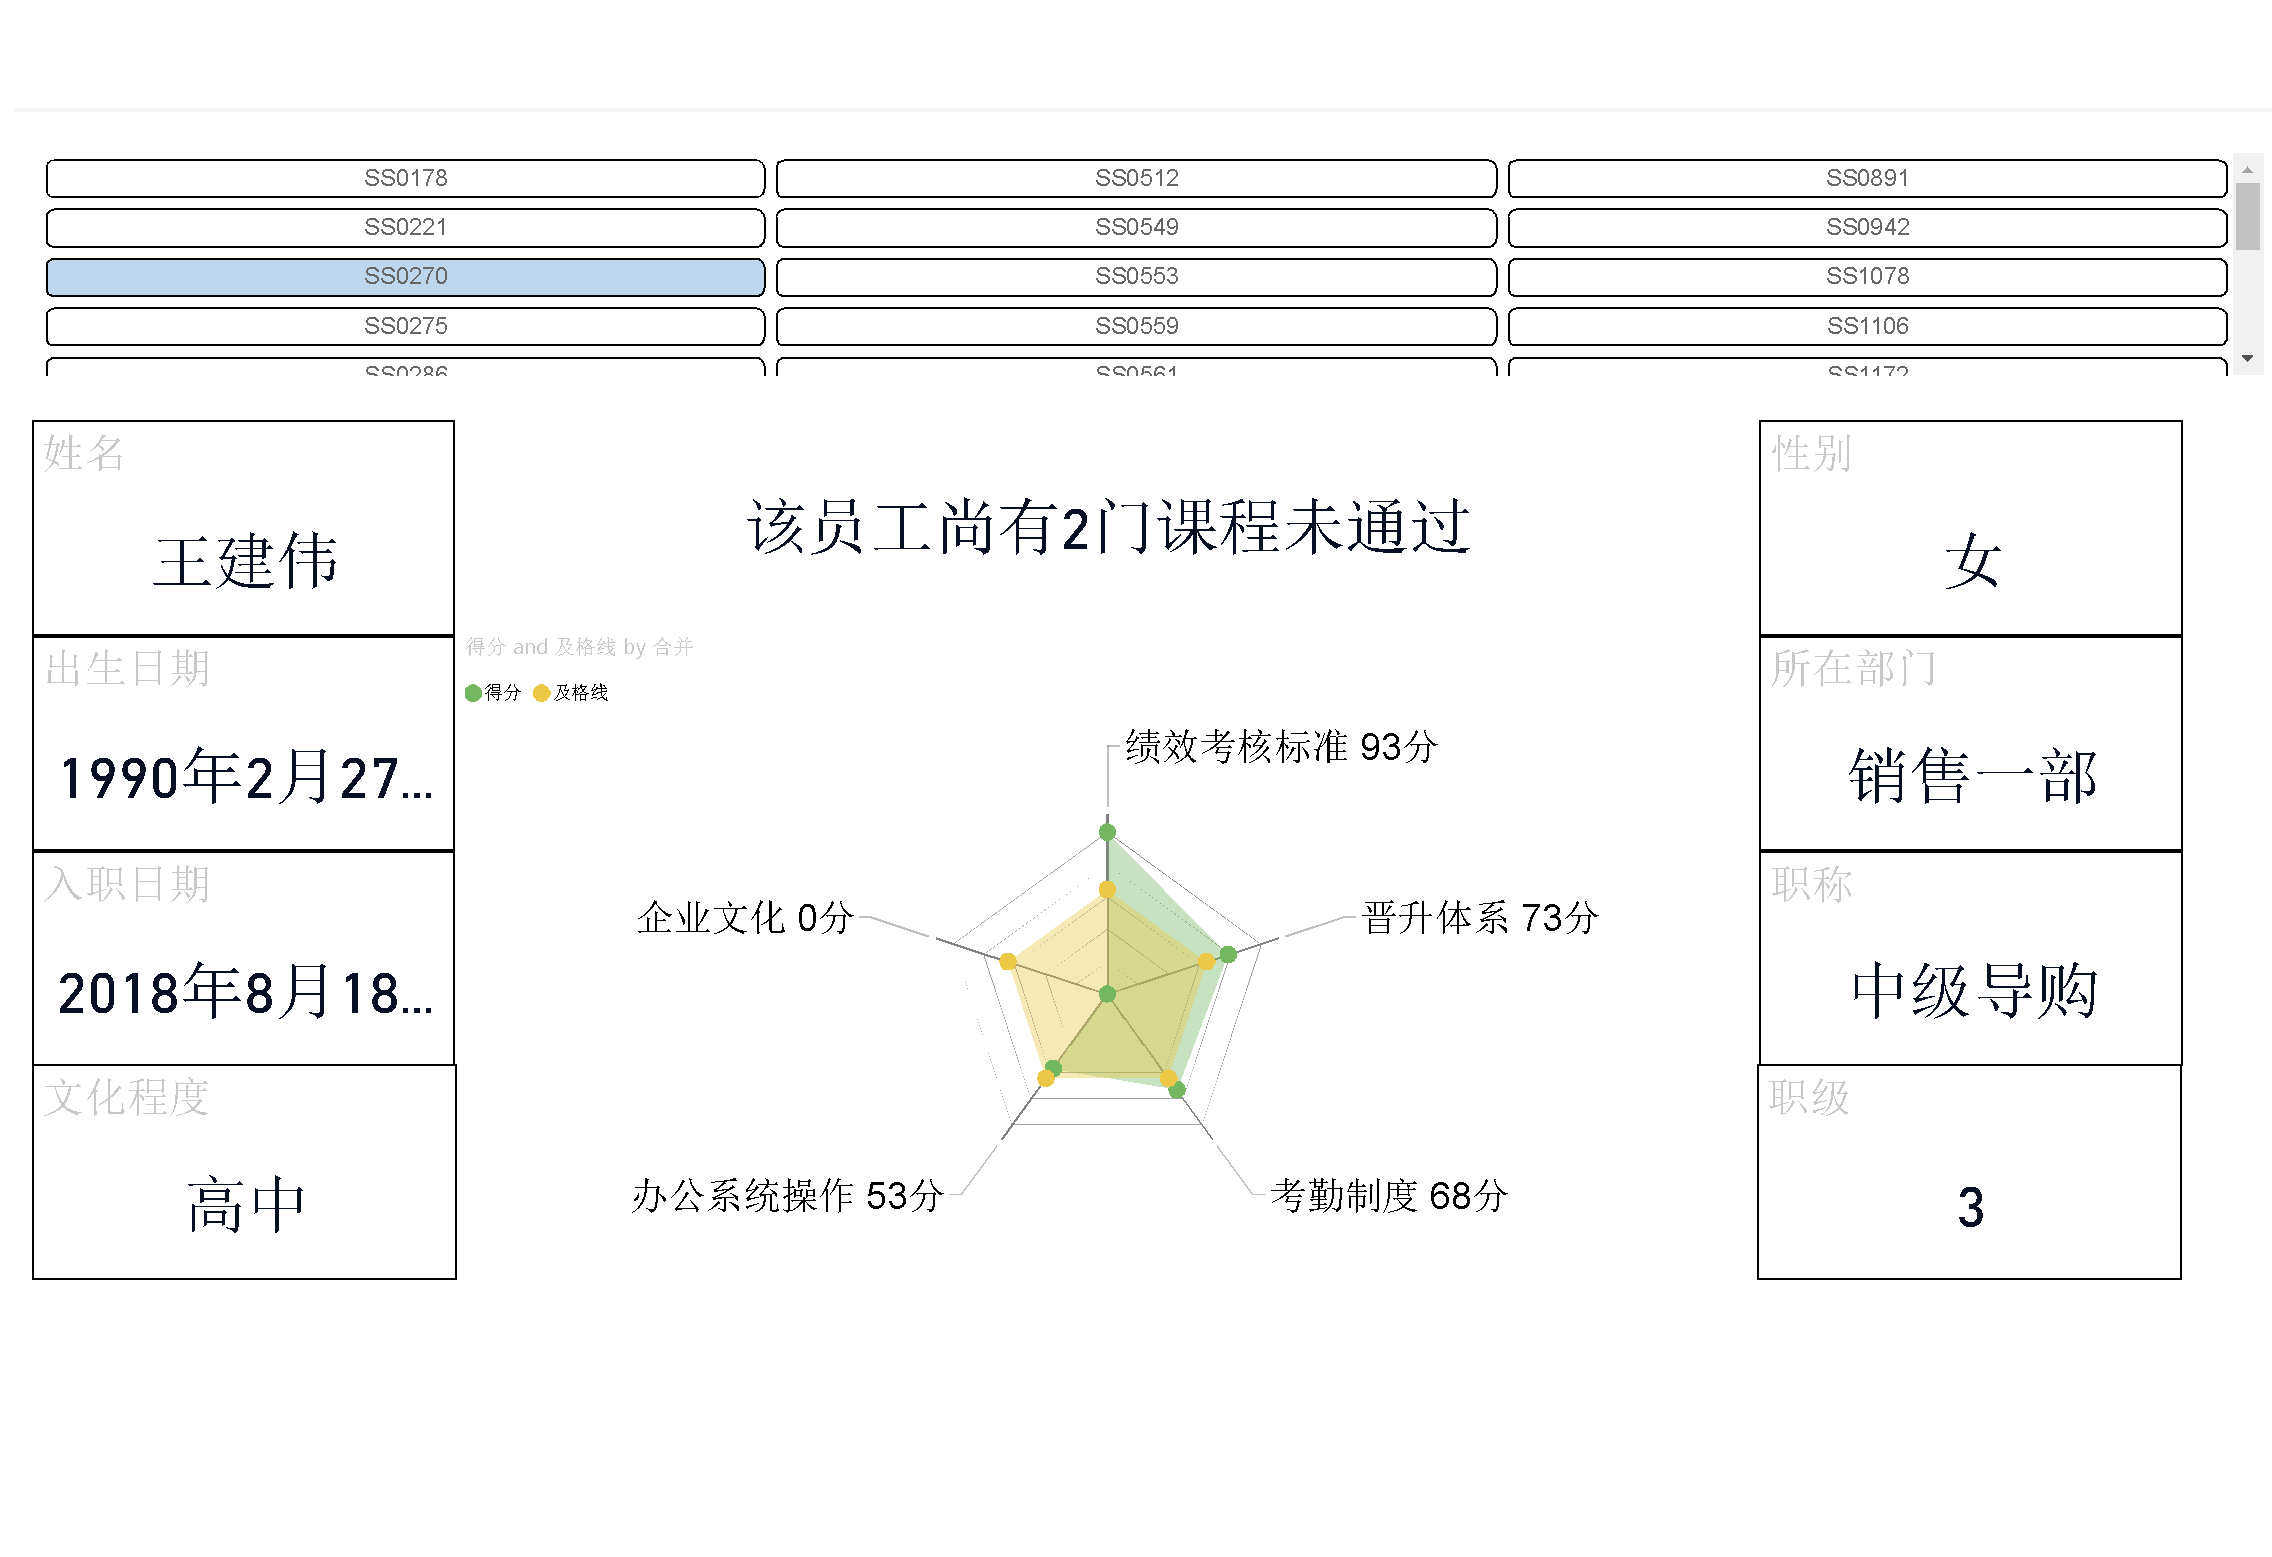 SS0178 SS0512 SS0891
SS0221 SS0549 SS0942
SS0270 SS0553 SS1078
SS0275 SS0559 SS1106
SS0286 SS0561 SS1172
姓名
王建伟
出生日期
1990年2月27...
入职日期
2018年8月18...
文化程度
高中
该员工尚有2门课程未通过
得分 and 及格线 by 合并
得分 及格线
绩效考核标准 93分
企业文化 0分
晋升体系 73分
办公系统操作 53分
考勤制度 68分
性别
女
所在部门
销售一部
职称
中级导购
职级
3